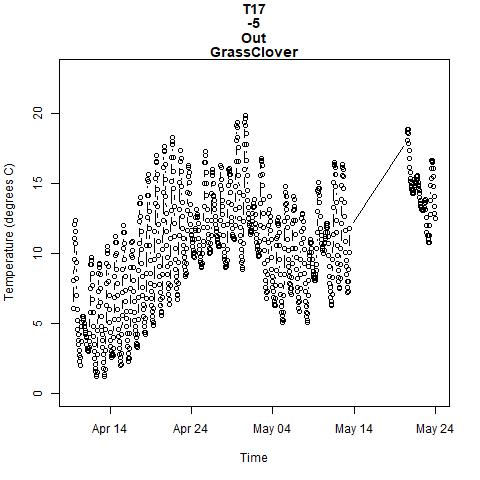 T17
-5
Out
GrassClover
Temperature (degrees C)
20
15
10
5
0
Apr 14
Apr 24
May 04
May 14
May 24
Time